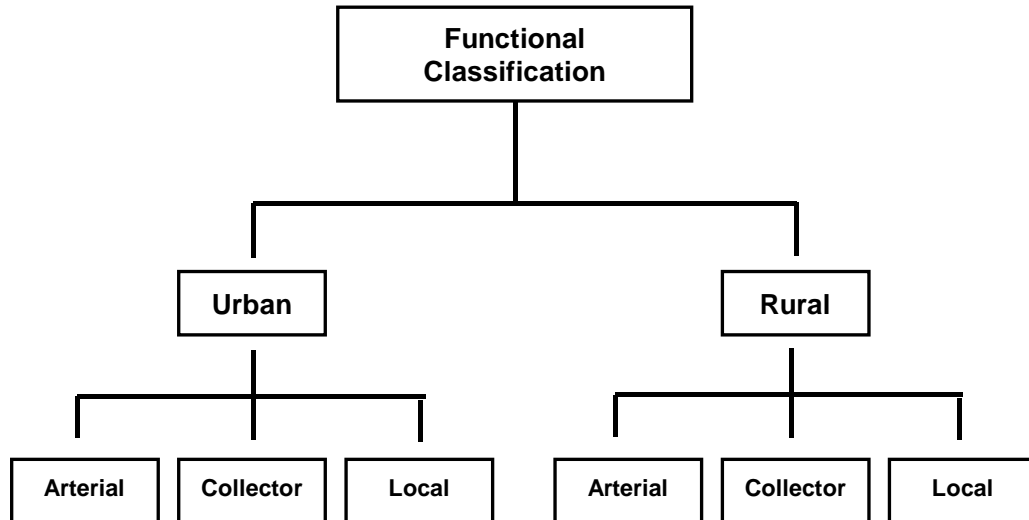 Functional
Classification
Urban
Rural
Arterial
Collector
Local
Arterial
Collector
Local